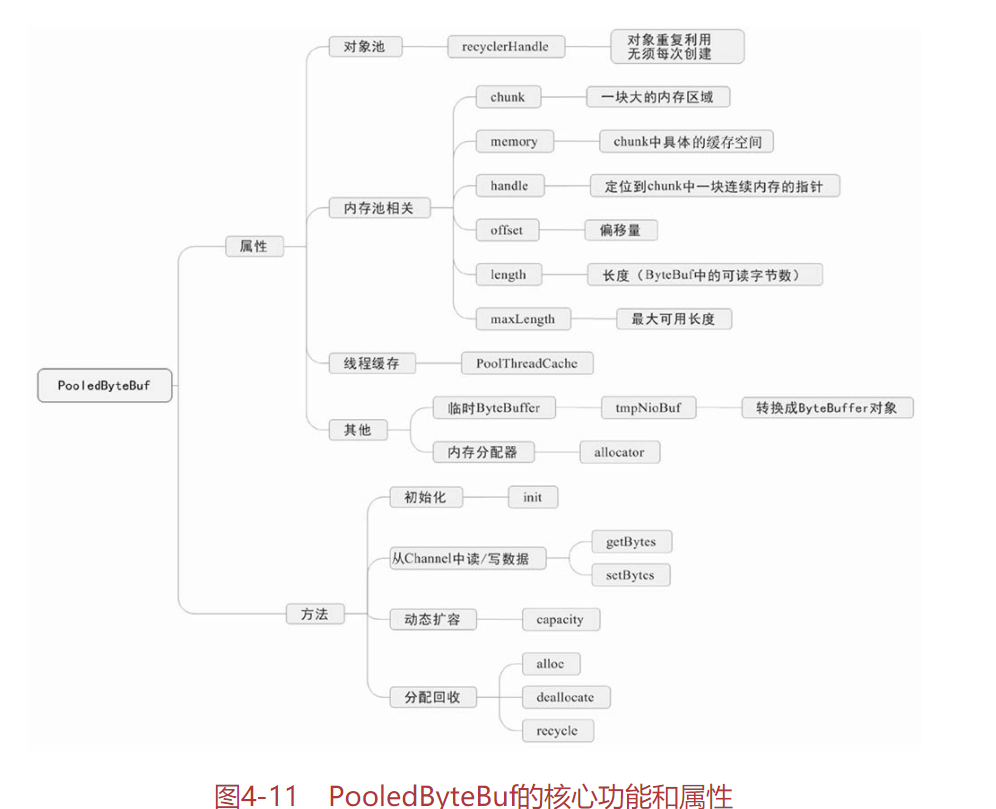 对象池
recyclerHandle
对象重复利用
无须每次创建
chunk
一块大的内存区域
memory
chunk中具体的缓存空间
内存池相关
handle
定位到chunk中一块连续内存的指针
offset
偏移量
length
长度（ByteBuf中的可读字节数）
maxLength
最大可用长度
属性
线程缓存
PoolThreadCache
PooledByteBuf
其他
临时ByteBuffer
tmpNioBuf
转换成ByteBuffer对象
内存分配器
allocator
初始化
init
从Channel中读/写数据
getBytes
setBytes
方法
动态扩容
capacity
分配回收
alloc
deallocate
recycle
图4-11 PooledByteBuf的核心功能和属性